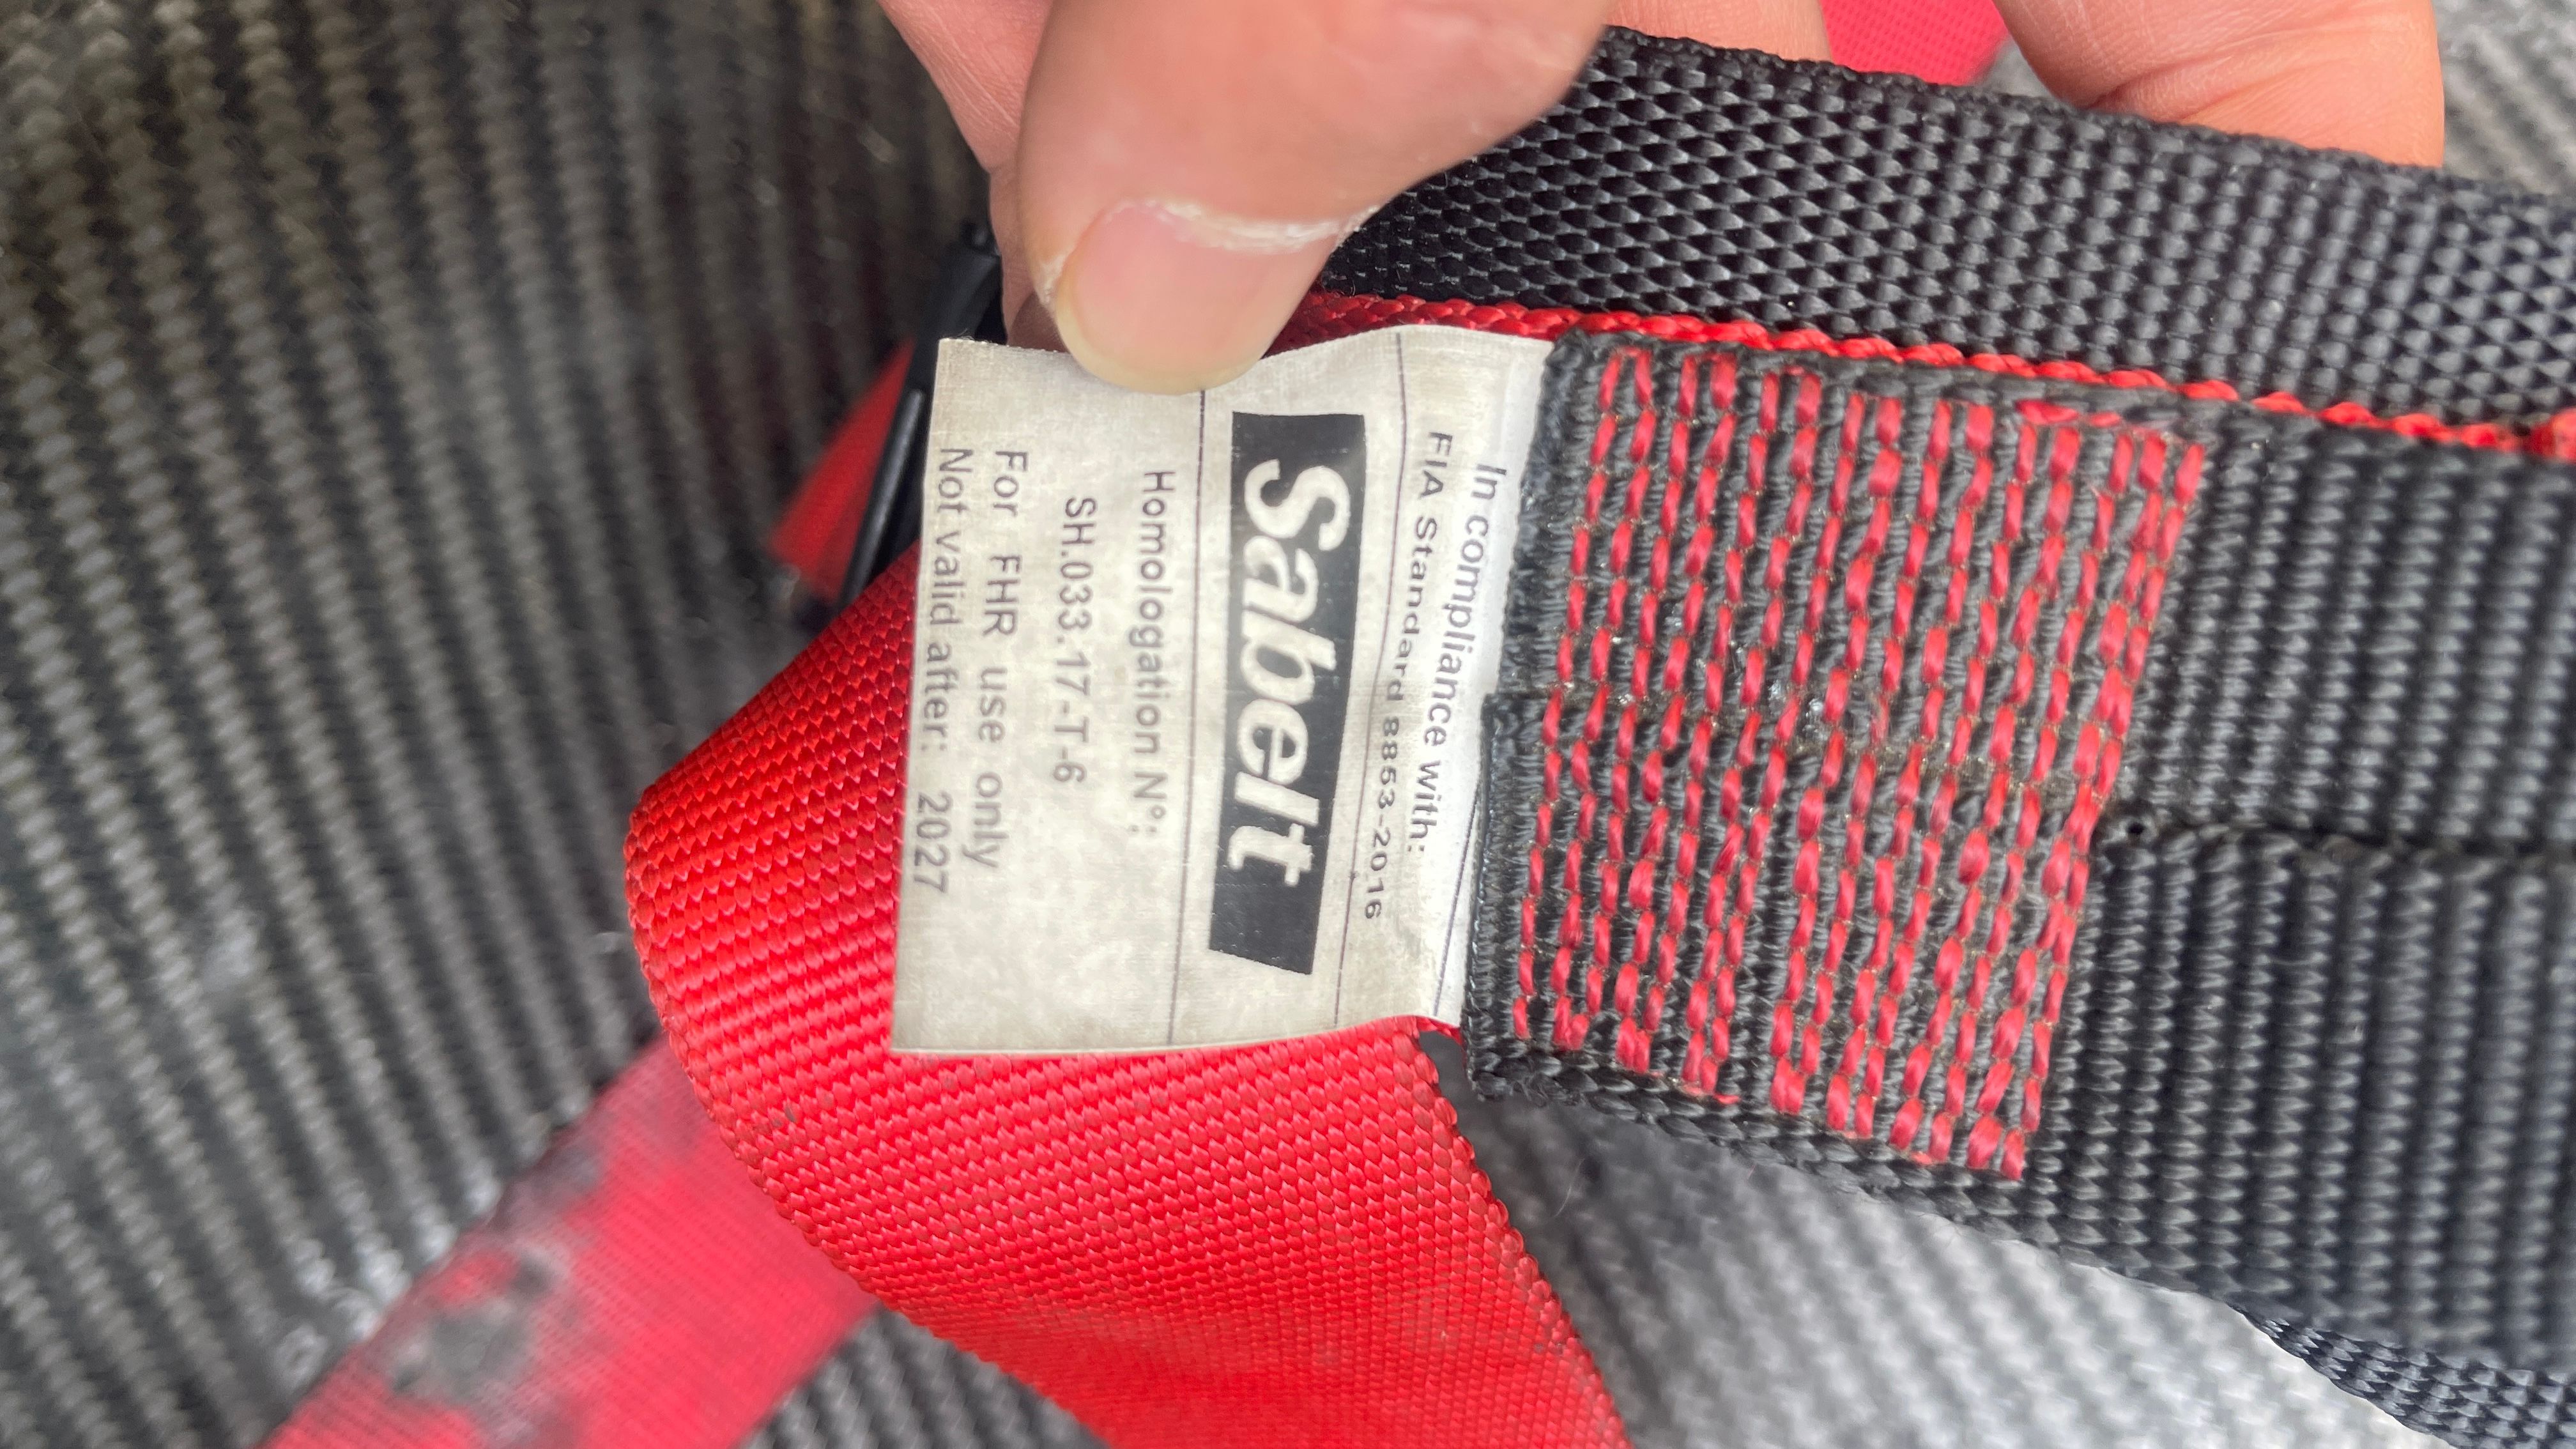 In compliance with:
FIA Standard 8853-2016
Sabelt
Homologation N°:
SH.033.17-T-6
For FHR use only
Not valid after: 2027